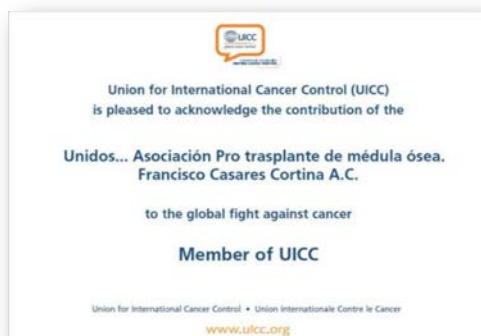 UICC
Union for International Cancer Control (UICC)
is pleased to acknowledge the contribution of the
Unidos... Asociación Pro trasplante de médula ósea.
Francisco Casares Cortina A.C.
to the global fight against cancer
Member of UICC
Union for International Cancer Control • Union Internationale Contre le Cancer
www.uicc.org